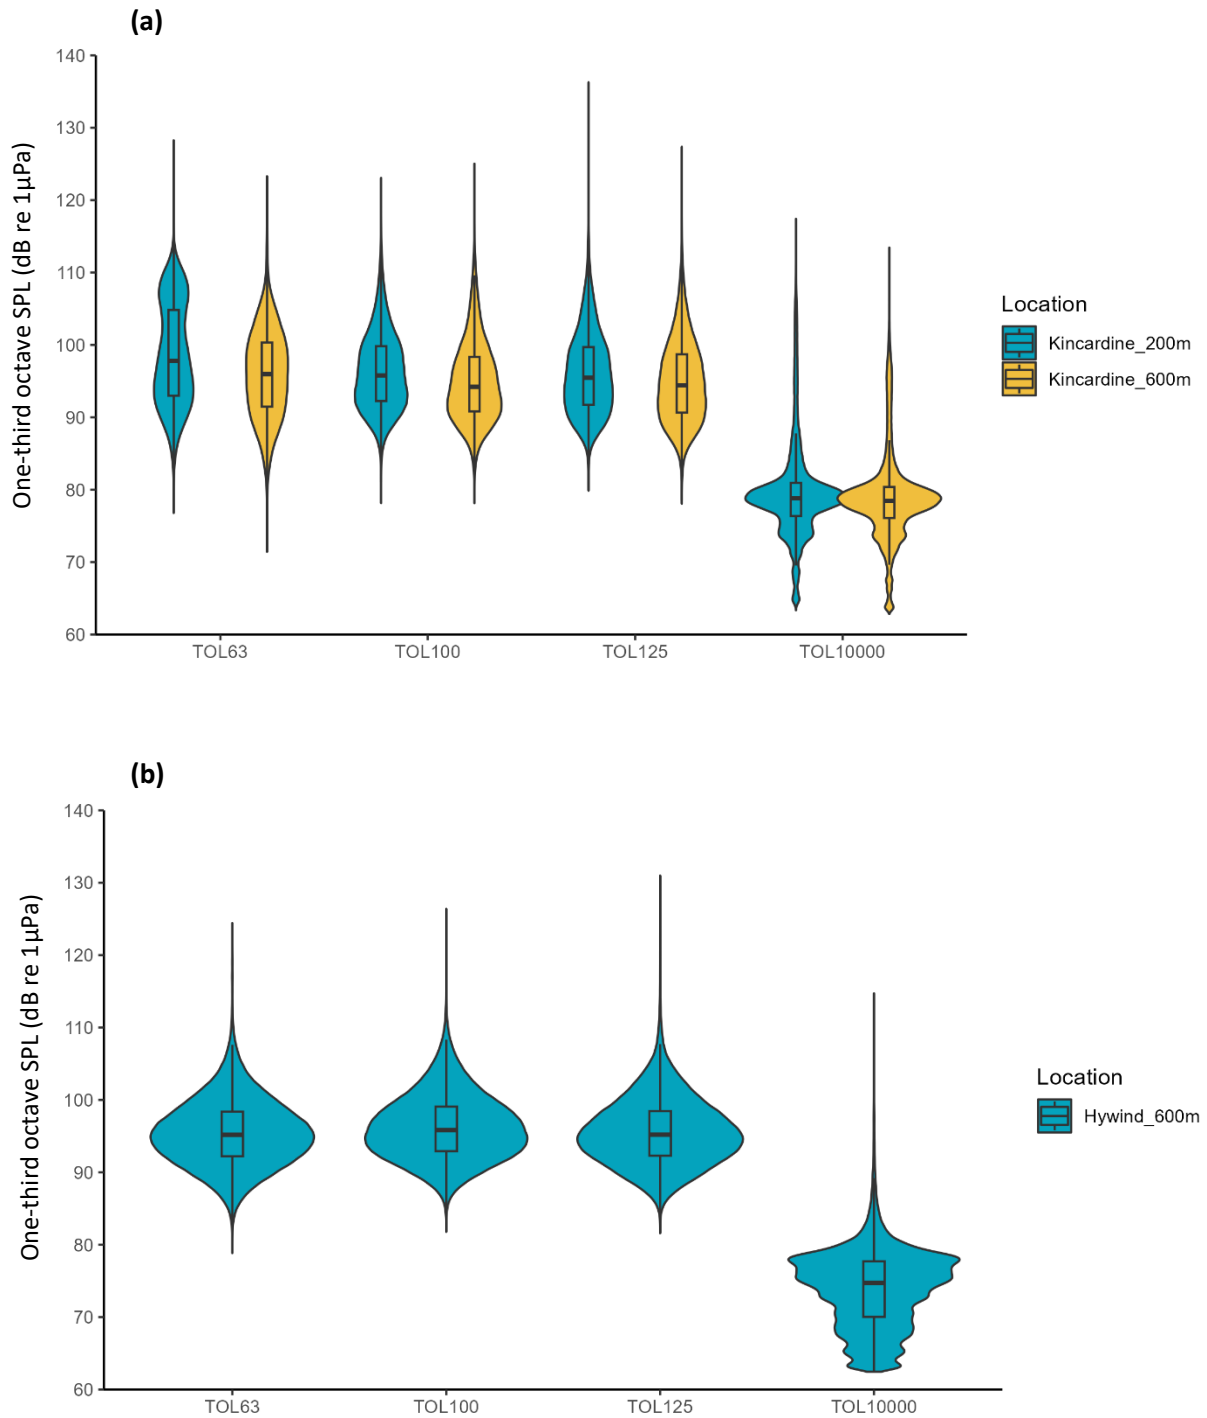 (a)
One-third octave SPL (dB re 1µPa)
140
130
120
110
100
90
80
70
60
TOL63
TOL100
TOL125
TOL10000
Location
Kincardine_200m
Kincardine_600m
(b)
One-third octave SPL (dB re 1µPa)
140
130
120
110
100
90
80
70
60
TOL63
TOL100
TOL125
TOL10000
Location
Hywind_600m